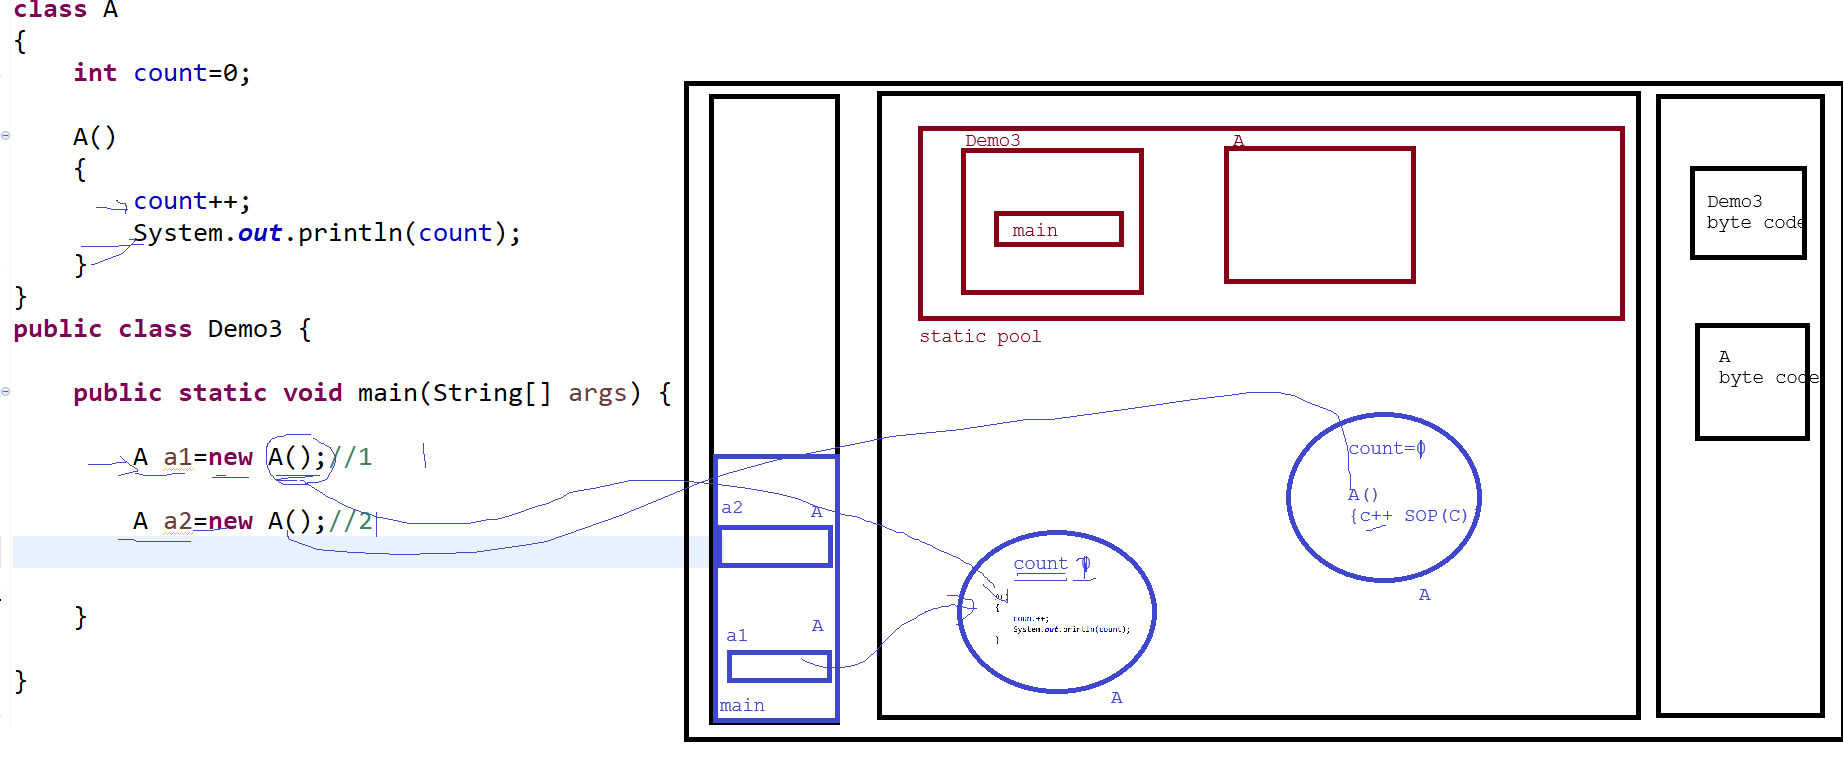 class A
{
int count=0;
A()
{
count++;
System.out.println(count);
}
}
public class Demo3 {
public static void main(String[] args) {
A a1=new A();//1
A a2=new A();//2
}
}
Demo3
A
main
static pool
Demo3
byte code
A
byte code
a2 A
a1 A
main
count
{
count++;
System.out.println(count);
}
A
count=0
A()
{c++ SOP(C)
A